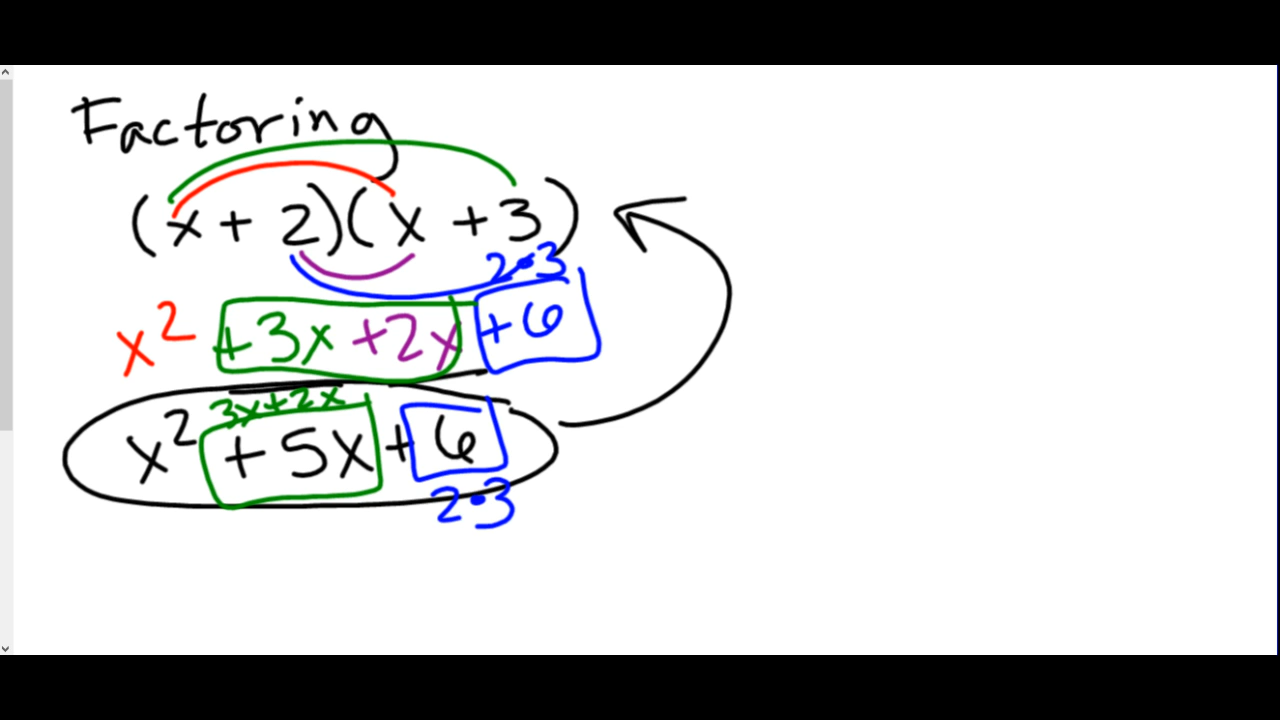 Factoring
(x + 2)(x + 3)
2•3
x² +3x +2x +6
3x+2x
x² +5x +6
2•3